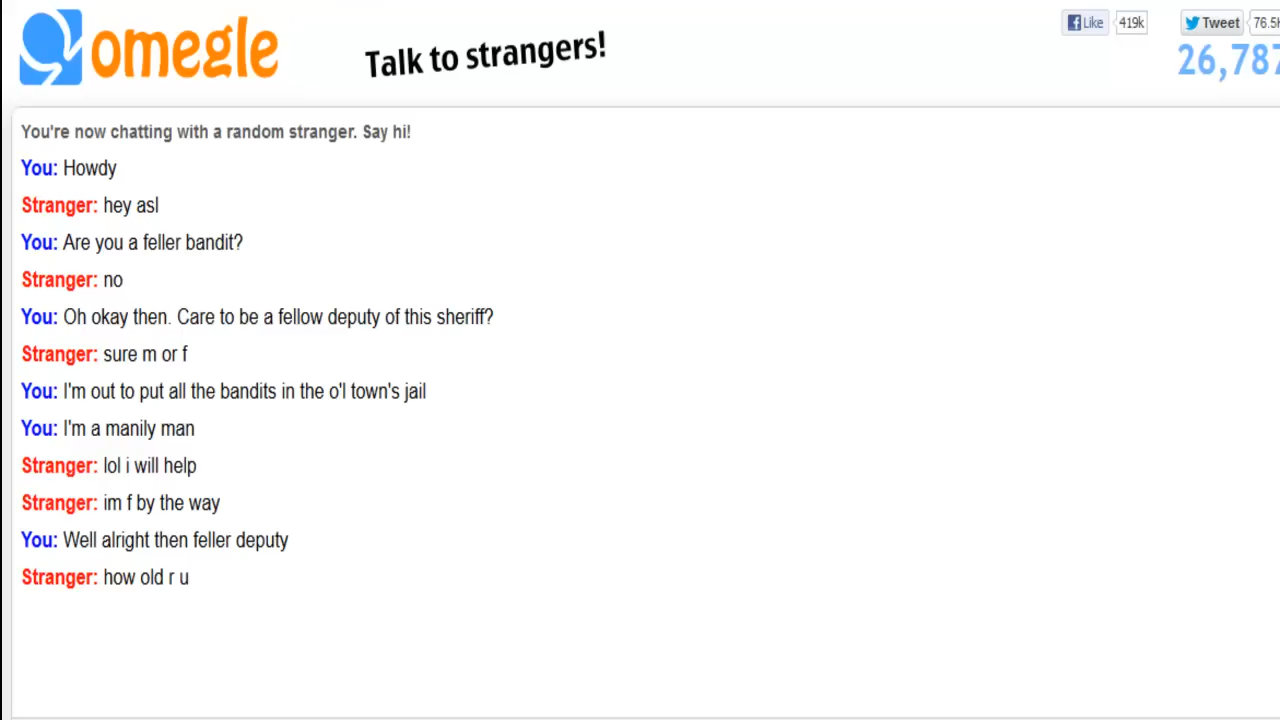 omegle
Talk to strangers!
Like 419k
Tweet
26,787
You're now chatting with a random stranger. Say hi!
You: Howdy
Stranger: hey asl
You: Are you a feller bandit?
Stranger: no
You: Oh okay then. Care to be a fellow deputy of this sheriff?
Stranger: sure m or f
You: I'm out to put all the bandits in the o'l town's jail
You: I'm a manily man
Stranger: lol i will help
Stranger: im f by the way
You: Well alright then feller deputy
Stranger: how old r u